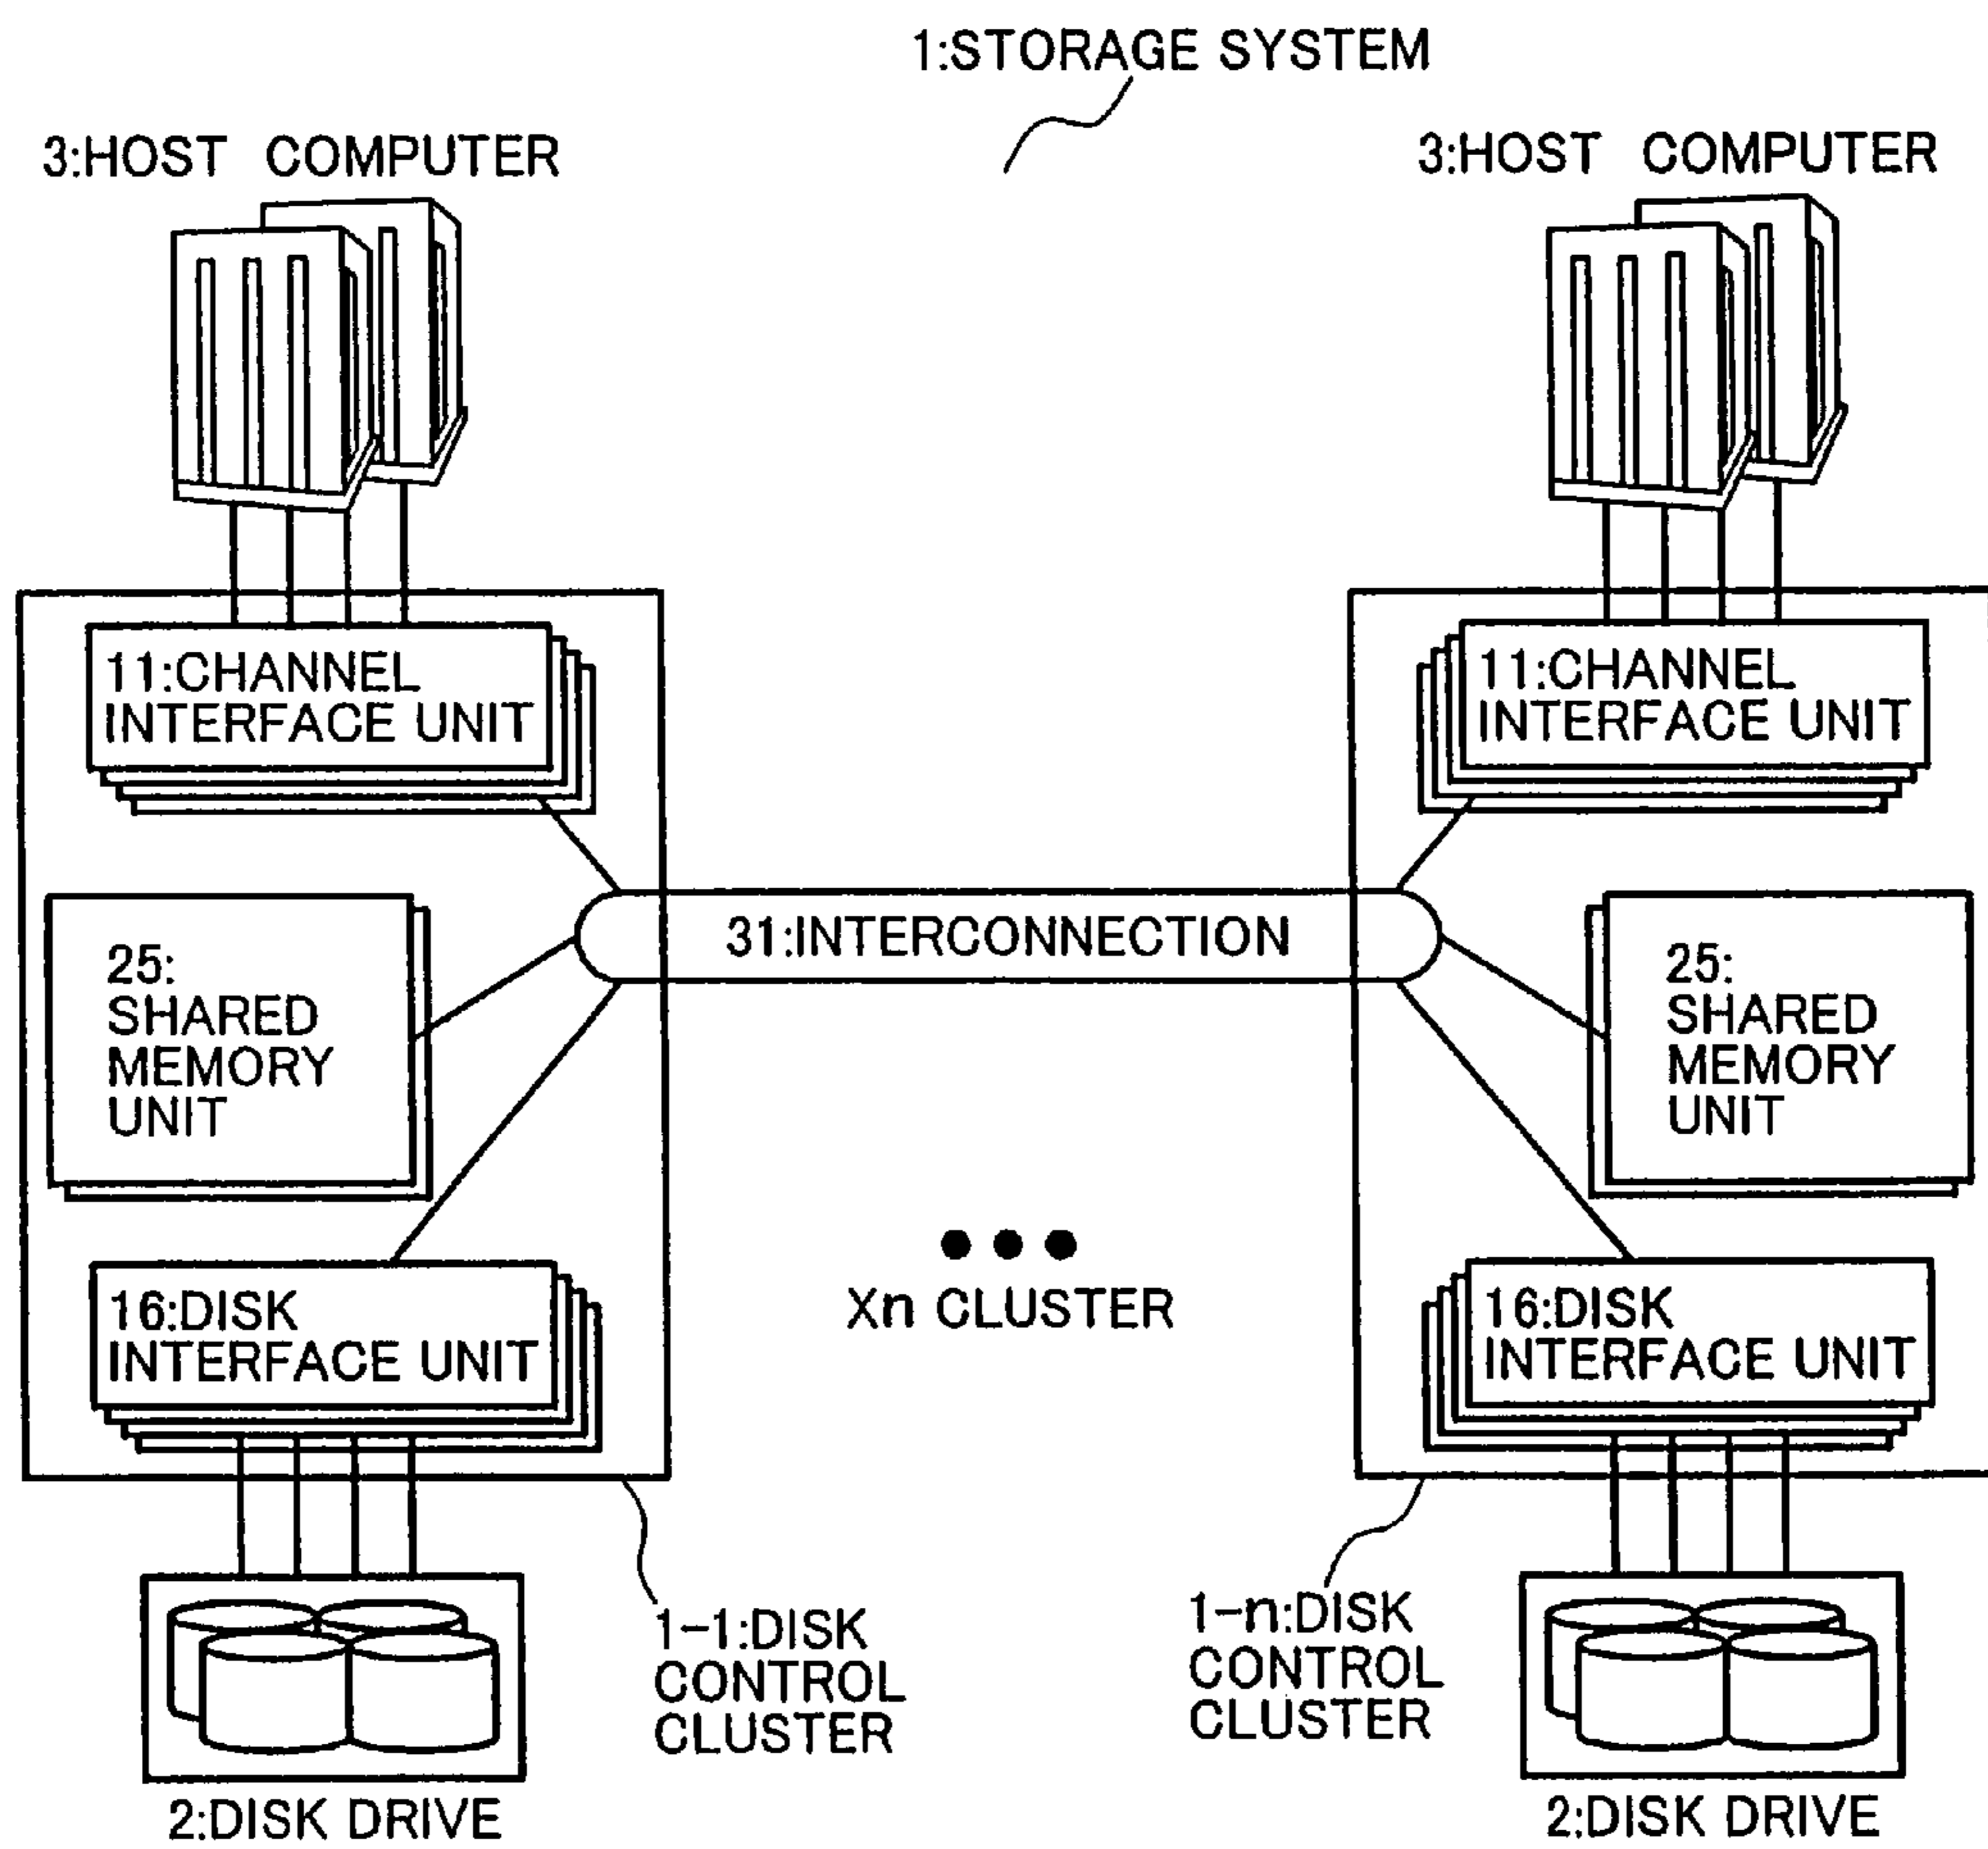 1:STORAGE SYSTEM
3:HOST COMPUTER
3:HOST COMPUTER
11:CHANNEL
INTERFACE UNIT
11:CHANNEL
INTERFACE UNIT
31:INTERCONNECTION
25:
SHARED
MEMORY
UNIT
25:
SHARED
MEMORY
UNIT
16:DISK
INTERFACE UNIT
Xn CLUSTER
16:DISK
INTERFACE UNIT
1-1:DISK
CONTROL
CLUSTER
1-n:DISK
CONTROL
CLUSTER
2:DISK DRIVE
2:DISK DRIVE